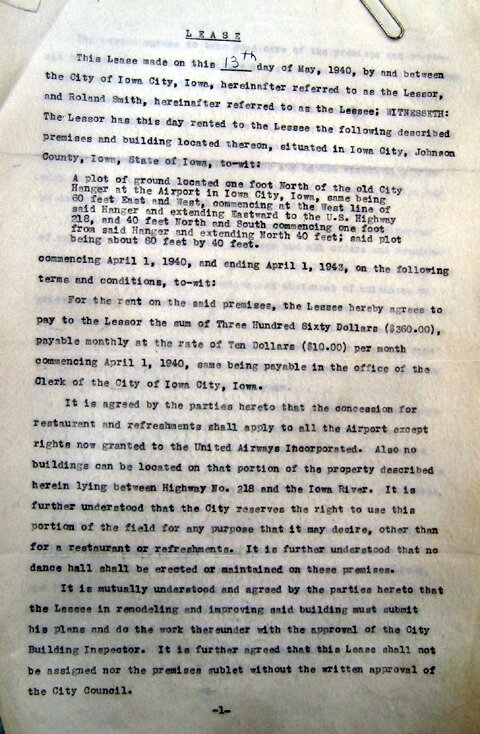 LEASE
This Lease made on this 13th day of May, 1940, by and between
the City of Iowa City, Iowa, hereinafter referred to as the Lessor,
and Roland Smith, hereinafter referred to as the Lessee; WITNESSETH:
The Lessor has this day rented to the Lessee the following described
premises and building located thereon, situated in Iowa City, Johnson
County, Iowa, State of Iowa, to-wit:
A plot of ground located one foot North of the old City
Hanger at the Airport in Iowa City, Iowa, same being
60 feet East and West, commencing at the West line of
said Hanger and extending Eastward to the U.S. Highway
218, and 40 feet North and South commencing one foot
from said Hanger and extending North 40 feet; said plot
being about 60 feet by 40 feet.
commencing April 1, 1940, and ending April 1, 1943, on the following
terms and conditions, to-wit:
For the rent on the said premises, the Lessee hereby agrees to
pay to the Lessor the sum of Three Hundred Sixty Dollars ($360.00),
payable monthly at the rate of Ten Dollars ($10.00) per month
commencing April 1, 1940, same being payable in the office of the
Clerk of the City of Iowa City, Iowa.
It is agreed by the parties hereto that the concession for
restaurant and refreshments shall apply to all the Airport except
rights now granted to the United Airways Incorporated. Also no
buildings can be located on that portion of the property described
herein lying between Highway No. 218 and the Iowa River. It is
further understood that the City reserves the right to use this
portion of the field for any purpose that it may desire, other than
for a restaurant or refreshments. It is further understood that no
dance hall shall be erected or maintained on these premises.
It is mutually understood and agreed by the parties hereto that
the Lessee in remodeling and improving said building must submit
his plans and do the work thereunder with the approval of the City
Building Inspector. It is further agreed that this Lease shall not
be assigned nor the premises sublet without the written approval of
the City Council.
-1-